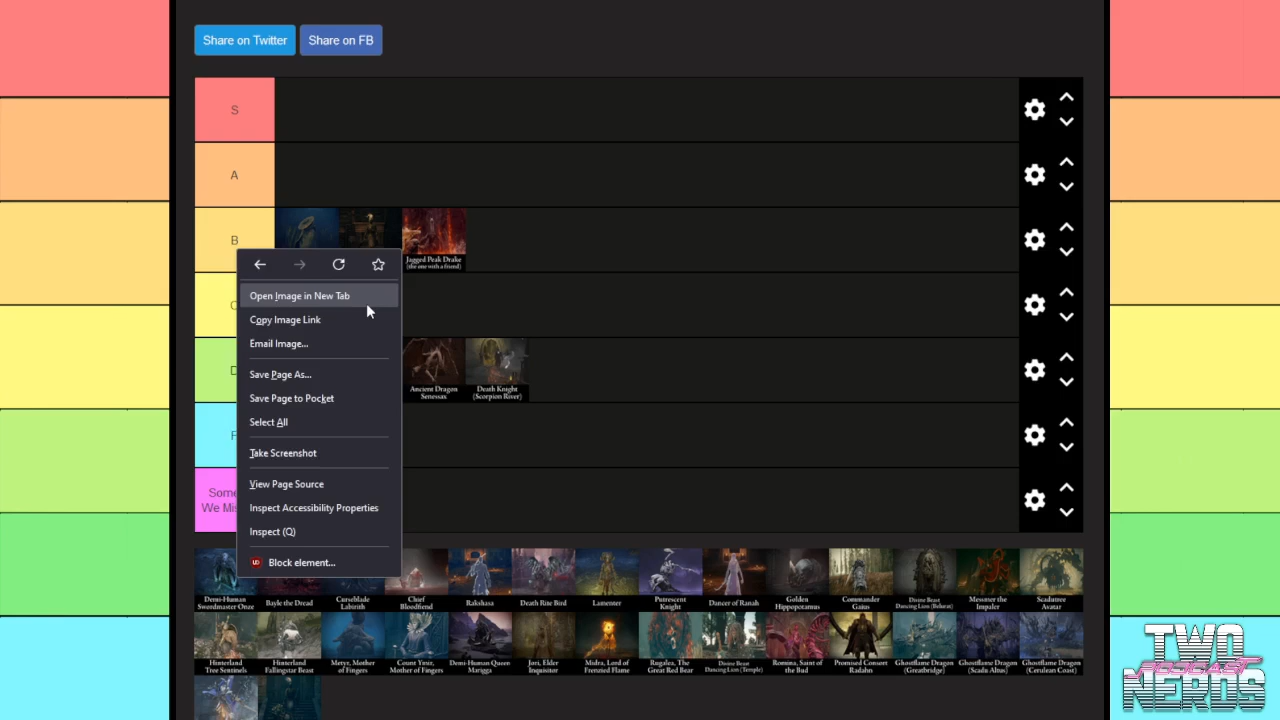 Share on Twitter
Share on FB
S
A
B
Jagged Peak Drake
(the one with a friend)
Open Image in New Tab
Copy Image Link
Email Image...
Save Page As...
Save Page to Pocket
Select All
Take Screenshot
View Page Source
Inspect Accessibility Properties
Inspect (Q)
Block element...
Ancient Dragon
Senessax
Death Knight
(Scorpion River)
F
Some
We Mis
Demi-Human
Swordmaster Onze
Bayle the Dread
Curseblade
Labirith
Chief
Bloodfiend
Rakshasa
Death Rite Bird
Lamenter
Putrescent
Knight
Dancer of Ranah
Golden
Hippopotamus
Commander
Gaius
Divine Beast
Dancing Lion (Belurat)
Messmer the
Impaler
Scadutree
Avatar
Hinterland
Tree Sentinels
Hinterland
Fallingstar Beast
Metyr, Mother
of Fingers
Count Ymir,
Mother of Fingers
Demi-Human Queen
Marigga
Jori, Elder
Inquisitor
Midra, Lord of
Frenzied Flame
Rugalea, The
Great Red Bear
Divine Beast
Dancing Lion (Temple)
Romina, Saint of
the Bud
Promised Consort
Radahn
Ghostflame Dragon
(Greatbridge)
Ghostflame Dragon
(Scadu Altus)
Ghostflame Dragon
(Cerulean Coast)
TWO
PODCAST
NERDS